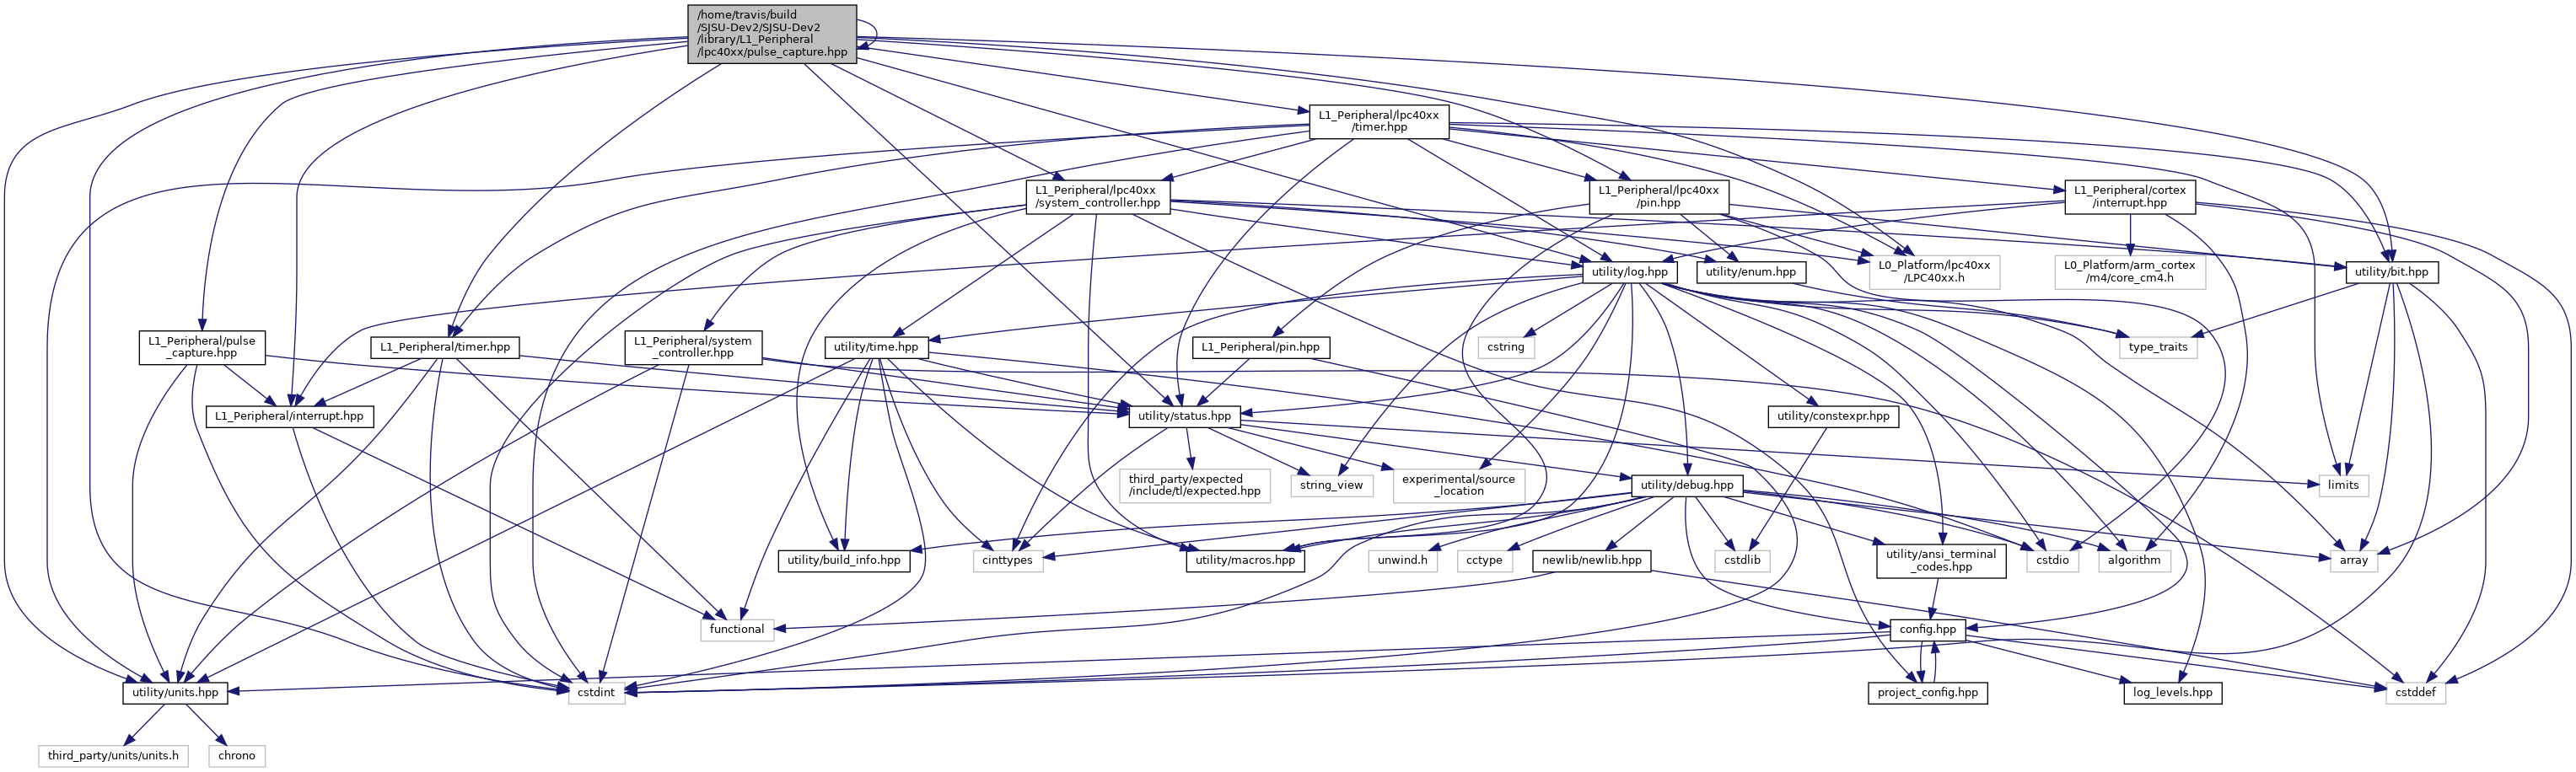 /home/travis/build
/SJSU-Dev2/SJSU-Dev2
/library/L1_Peripheral
/lpc40xx/pulse_capture.hpp
L1_Peripheral/lpc40xx
/timer.hpp
L1_Peripheral/lpc40xx
/system_controller.hpp
L1_Peripheral/lpc40xx
/pin.hpp
L1_Peripheral/cortex
/interrupt.hpp
utility/log.hpp
utility/enum.hpp
L0_Platform/lpc40xx
/LPC40xx.h
L0_Platform/arm_cortex
/m4/core_cm4.h
utility/bit.hpp
L1_Peripheral/pulse
_capture.hpp
L1_Peripheral/timer.hpp
L1_Peripheral/system
_controller.hpp
utility/time.hpp
L1_Peripheral/pin.hpp
cstring
type_traits
L1_Peripheral/interrupt.hpp
utility/status.hpp
utility/constexpr.hpp
third_party/expected
/include/tl/expected.hpp
string_view
experimental/source
_location
utility/debug.hpp
limits
utility/build_info.hpp
cinttypes
utility/macros.hpp
unwind.h
cctype
newlib/newlib.hpp
cstdlib
utility/ansi_terminal
_codes.hpp
cstdio
algorithm
array
functional
config.hpp
utility/units.hpp
cstdint
project_config.hpp
log_levels.hpp
cstddef
third_party/units/units.h
chrono